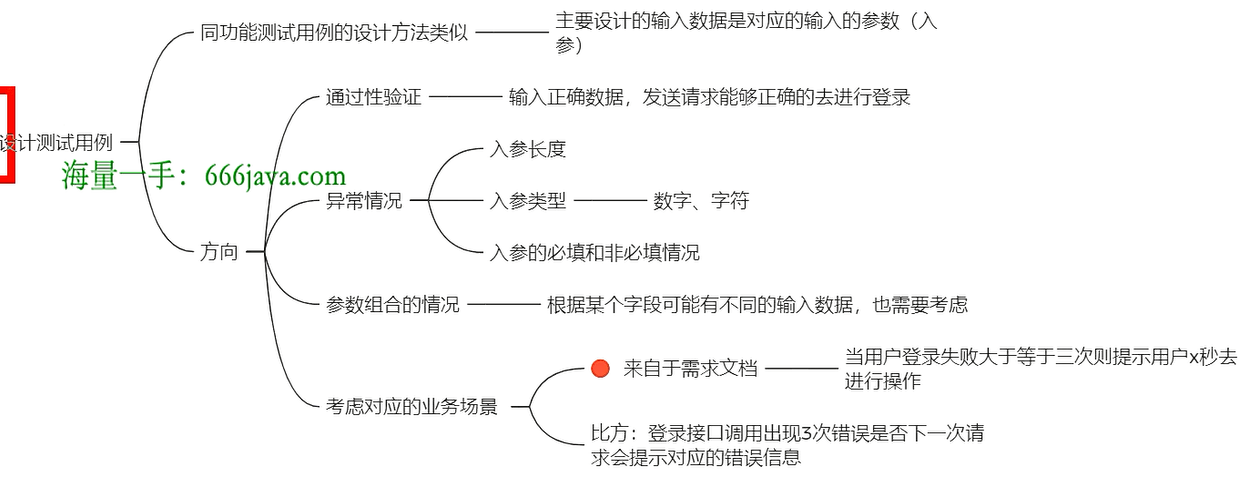 同功能测试用例的设计方法类似
主要设计的输入数据是对应的输入的参数（入
参）
通过性验证
输入正确数据，发送请求能够正确的去进行登录
设计测试用例
海量一手：666java.com
入参长度
异常情况
入参类型
数字、字符
入参的必填和非必填情况
方向
参数组合的情况
根据某个字段可能有不同的输入数据，也需要考虑
考虑对应的业务场景
来自于需求文档
当用户登录失败大于等于三次则提示用户x秒去
进行操作
比方：登录接口调用出现3次错误是否下一次请
求会提示对应的错误信息